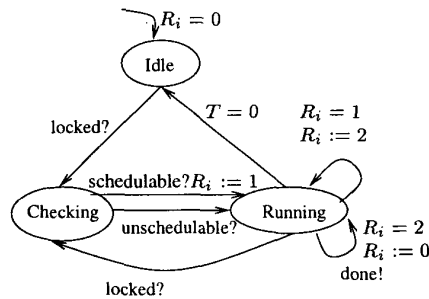 R_i = 0
Idle
T = 0
R_i = 1
R_i := 2
locked?
schedulable? R_i := 1
Checking
Running
unschedulable?
R_i = 2
R_i := 0
done!
locked?